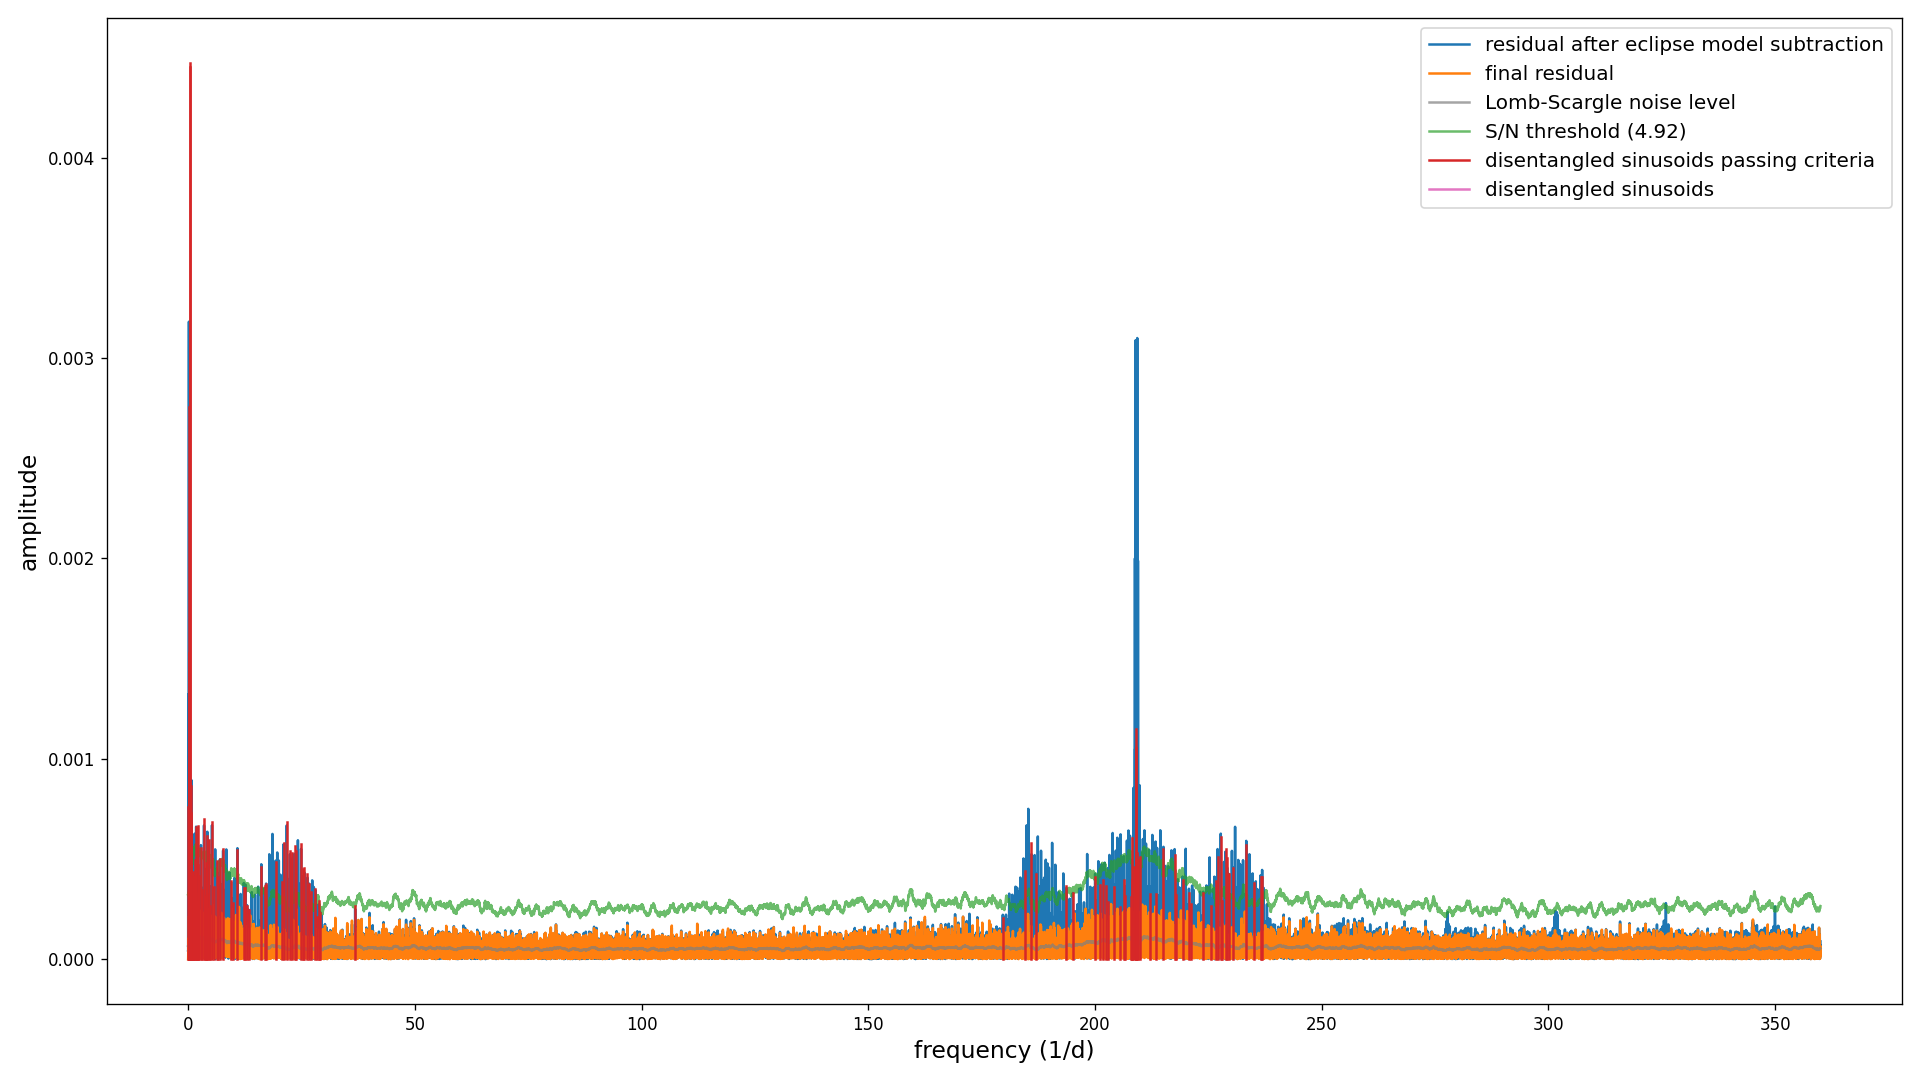 residual after eclipse model subtraction
final residual
Lomb-Scargle noise level
S/N threshold (4.92)
disentangled sinusoids passing criteria
disentangled sinusoids
amplitude
0.004
0.003
0.002
0.001
0.000
0 50 100 150 200 250 300 350
frequency (1/d)